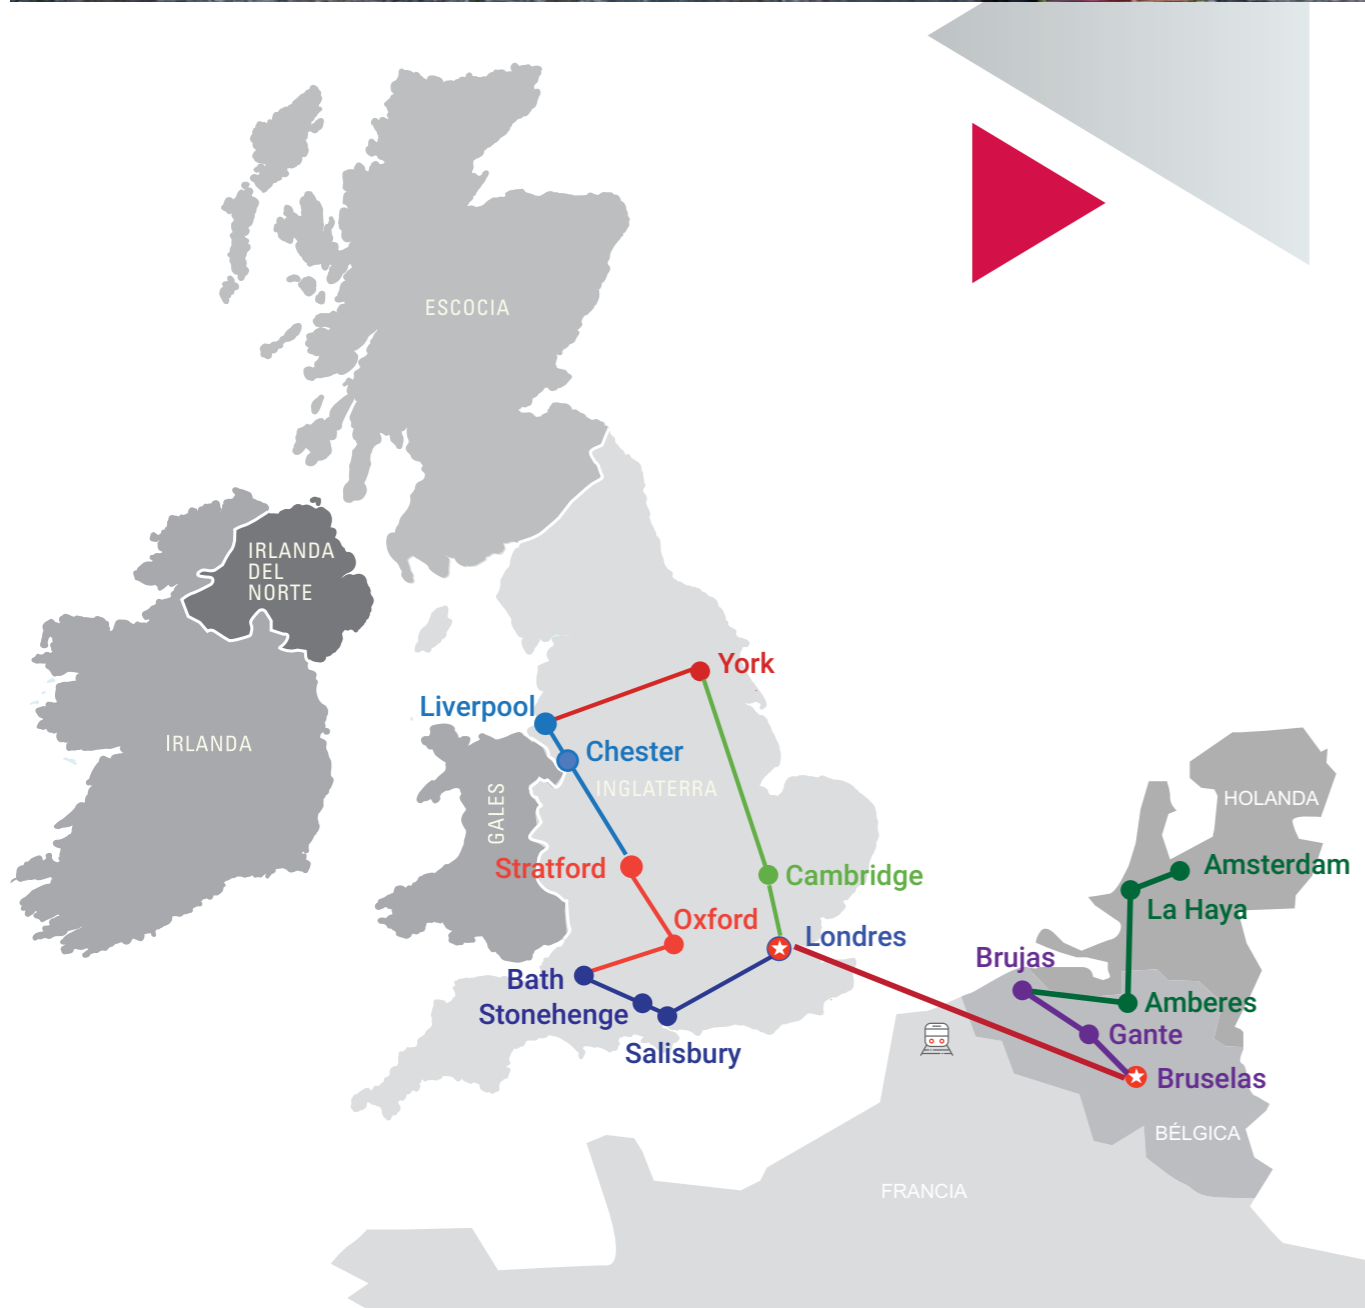 ESCOCIA
IRLANDA
DEL
NORTE
York
Liverpool
IRLANDA
Chester
INGLATERRA
GALES
HOLANDA
Stratford
Cambridge
Amsterdam
La Haya
Oxford
Londres
Brujas
Bath
Stonehenge
Amberes
Gante
Salisbury
Bruselas
BÉLGICA
FRANCIA